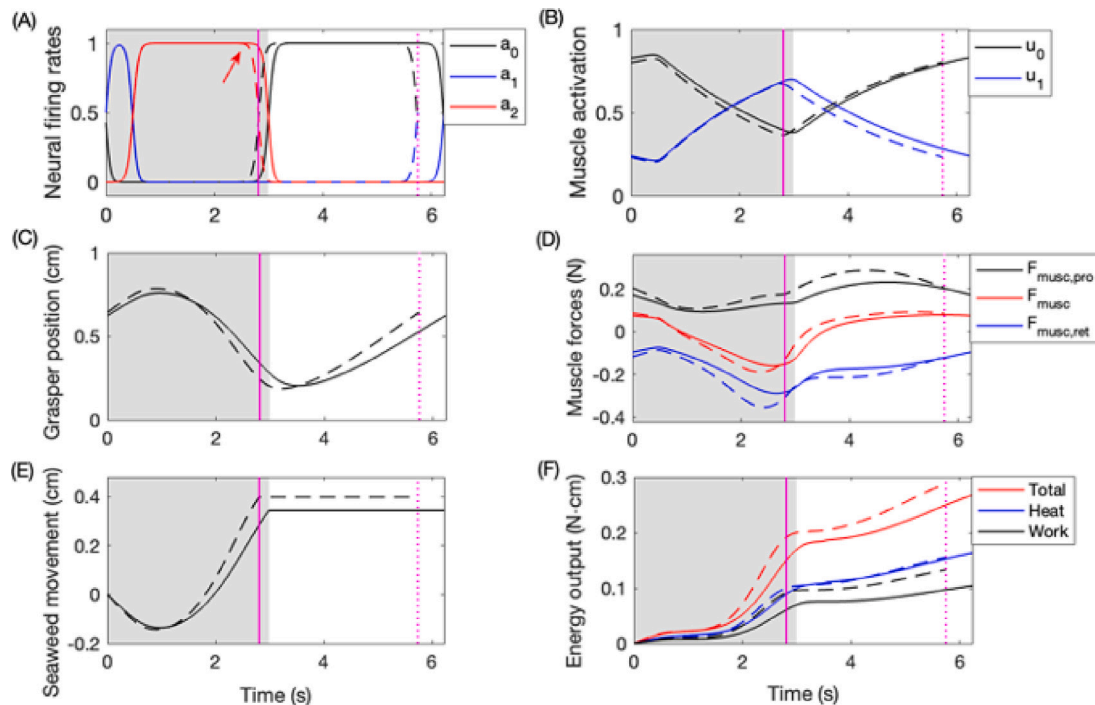 (A)
Neural firing rates
1
0.5
0
0
2
4
6
a0
a1
a2
(B)
Muscle activation
1
0.5
0
0
2
4
6
u0
u1
(C)
Grasper position (cm)
1
0.5
0
0
2
4
6
(D)
Muscle forces (N)
0.2
0
-0.2
-0.4
0
2
4
6
Fmusc,pro
Fmusc
Fmusc,ret
(E)
Seaweed movement (cm)
0.4
0.2
0
-0.2
0
2
4
6
Time (s)
(F)
Energy output (N·cm)
0.3
0.2
0.1
0
0
2
4
6
Time (s)
Total
Heat
Work